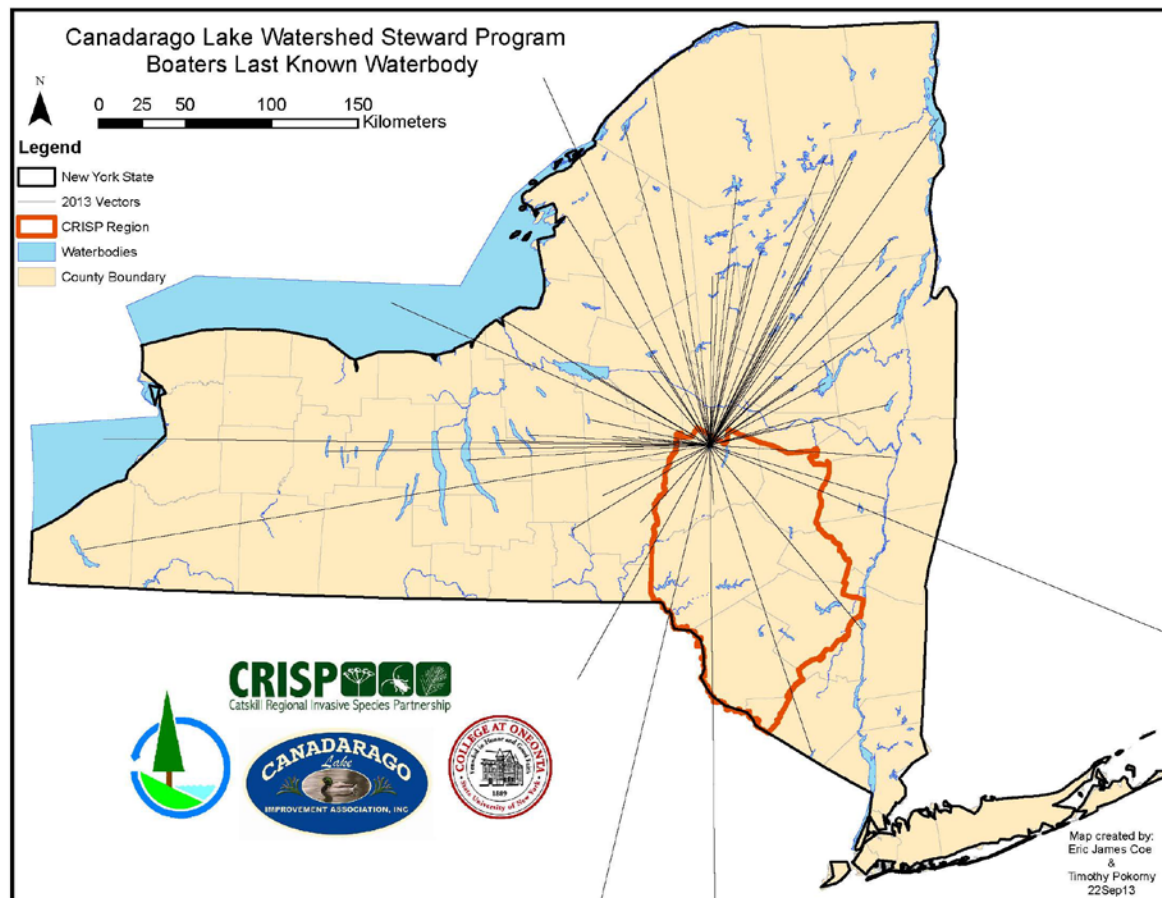 Canadarago Lake Watershed Steward Program
Boaters Last Known Waterbody
N
0 25 50 100 150
Kilometers
Legend
New York State
2013 Vectors
CRISP Region
Waterbodies
County Boundary
CRISP
Catskill Regional Invasive Species Partnership
CANADARAGO
Lake
IMPROVEMENT ASSOCIATION, INC
COLLEGE AT ONEONTA
1889
State University of New York
Map created by:
Eric James Coe
&
Timothy Pokorny
22Sep13